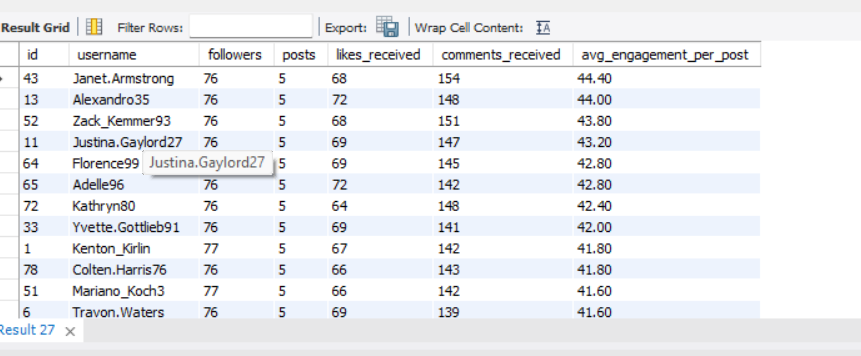 Result Grid Filter Rows: Export: Wrap Cell Content: IA
id username followers posts likes_received comments_received avg_engagement_per_post
43 Janet.Armstrong 76 5 68 154 44.40
13 Alexandro35 76 5 72 148 44.00
52 Zack_Kemmer93 76 5 68 151 43.80
11 Justina.Gaylord27 76 5 69 147 43.20
64 Florence99 Justina.Gaylord27 5 69 145 42.80
65 Adelle96 76 5 72 142 42.80
72 Kathryn80 76 5 64 148 42.40
33 Yvette.Gottlieb91 76 5 69 141 42.00
1 Kenton_Kirlin 77 5 67 142 41.80
78 Colten.Harris76 76 5 66 143 41.80
51 Mariano_Koch3 77 5 66 142 41.60
6 Travon.Waters 76 5 69 139 41.60
Result 27 ×